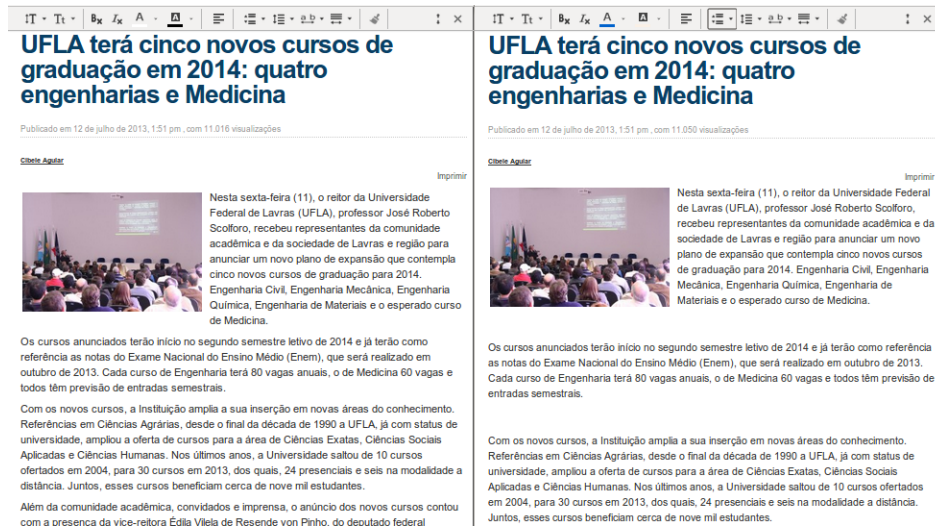 UFLA terá cinco novos cursos de
graduação em 2014: quatro
engenharias e Medicina
Publicado em 12 de julho de 2013, 1:51 pm , com 11.016 visualizações
Cibele Aguiar
Imprimir
Nesta sexta-feira (11), o reitor da Universidade
Federal de Lavras (UFLA), professor José Roberto
Scolforo, recebeu representantes da comunidade
acadêmica e da sociedade de Lavras e região para
anunciar um novo plano de expansão que contempla
cinco novos cursos de graduação para 2014.
Engenharia Civil, Engenharia Mecânica, Engenharia
Química, Engenharia de Materiais e o esperado curso
de Medicina.
Os cursos anunciados terão início no segundo semestre letivo de 2014 e já terão como
referência as notas do Exame Nacional do Ensino Médio (Enem), que será realizado em
outubro de 2013. Cada curso de Engenharia terá 80 vagas anuais, o de Medicina 60 vagas e
todos têm previsão de entradas semestrais.
Com os novos cursos, a Instituição amplia a sua inserção em novas áreas do conhecimento.
Referências em Ciências Agrárias, desde o final da década de 1990 a UFLA, já com status de
universidade, ampliou a oferta de cursos para a área de Ciências Exatas, Ciências Sociais
Aplicadas e Ciências Humanas. Nos últimos anos, a Universidade saltou de 10 cursos
ofertados em 2004, para 30 cursos em 2013, dos quais, 24 presenciais e seis na modalidade a
distância. Juntos, esses cursos beneficiam cerca de nove mil estudantes.
Além da comunidade acadêmica, convidados e imprensa, o anúncio dos novos cursos contou
com a presença da vice-reitora Édila Vilela de Resende von Pinho, do deputado federal
UFLA terá cinco novos cursos de
graduação em 2014: quatro
engenharias e Medicina
Publicado em 12 de julho de 2013, 1:51 pm , com 11.050 visualizações
Cibele Aguiar
Imprimir
Nesta sexta-feira (11), o reitor da Universidade Federal
de Lavras (UFLA), professor José Roberto Scolforo,
recebeu representantes da comunidade acadêmica e da
sociedade de Lavras e região para anunciar um novo
plano de expansão que contempla cinco novos cursos
de graduação para 2014. Engenharia Civil, Engenharia
Mecânica, Engenharia Química, Engenharia de
Materiais e o esperado curso de Medicina.
Os cursos anunciados terão início no segundo semestre letivo de 2014 e já terão como referência
as notas do Exame Nacional do Ensino Médio (Enem), que será realizado em outubro de 2013.
Cada curso de Engenharia terá 80 vagas anuais, o de Medicina 60 vagas e todos têm previsão de
entradas semestrais.
Com os novos cursos, a Instituição amplia a sua inserção em novas áreas do conhecimento.
Referências em Ciências Agrárias, desde o final da década de 1990 a UFLA, já com status de
universidade, ampliou a oferta de cursos para a área de Ciências Exatas, Ciências Sociais
Aplicadas e Ciências Humanas. Nos últimos anos, a Universidade saltou de 10 cursos ofertados
em 2004, para 30 cursos em 2013, dos quais, 24 presenciais e seis na modalidade a distância.
Juntos, esses cursos beneficiam cerca de nove mil estudantes.